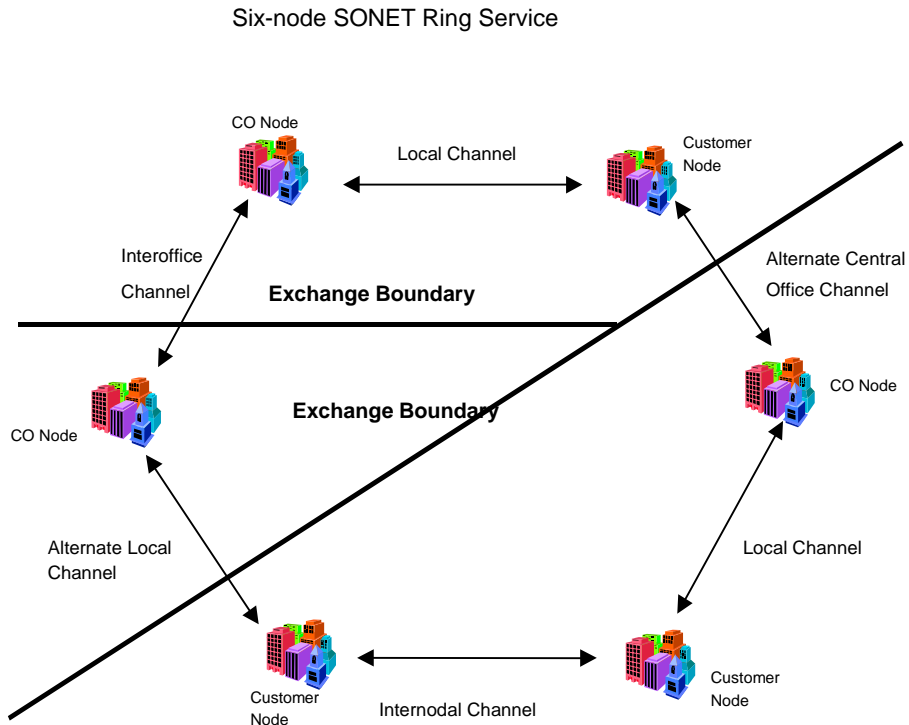 Six-node SONET Ring Service
CO Node
Local Channel
Customer
Node
Interoffice
Channel
Exchange Boundary
Alternate Central
Office Channel
CO Node
Exchange Boundary
CO Node
Alternate Local
Channel
Local Channel
Customer
Node
Internodal Channel
Customer
Node